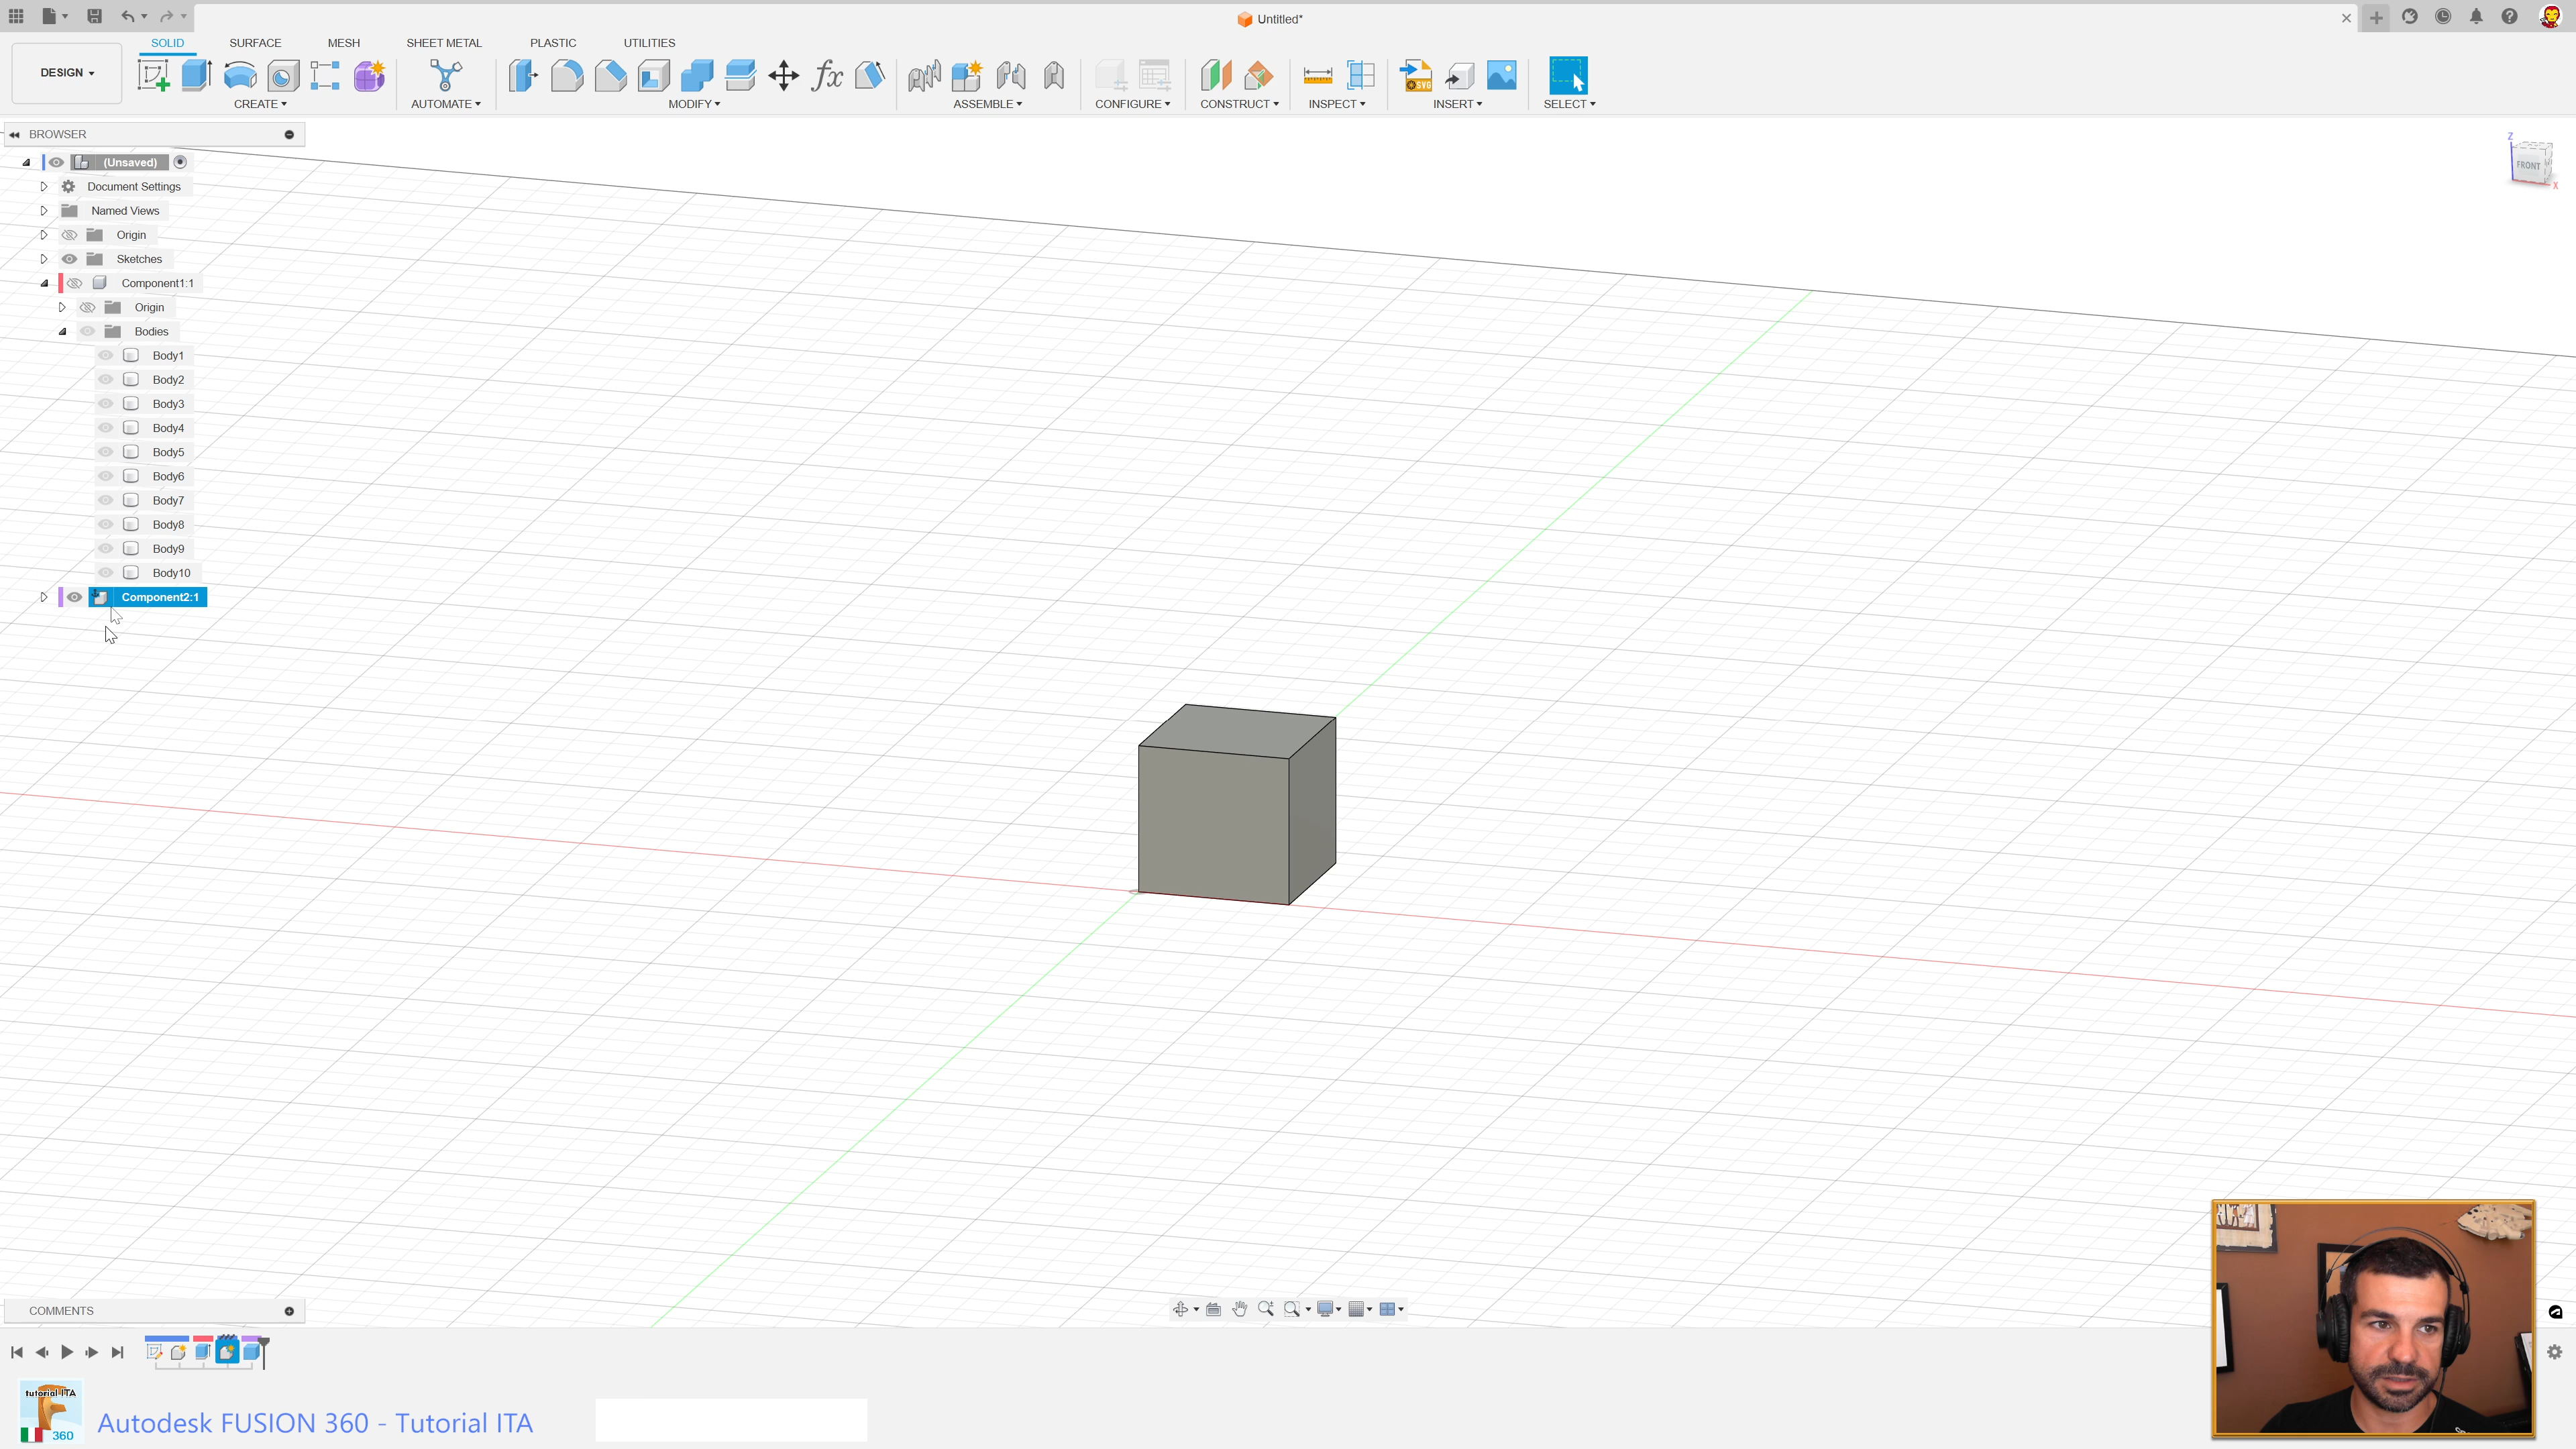 Untitled*
DESIGN
SOLID
SURFACE
MESH
SHEET METAL
PLASTIC
UTILITIES
CREATE
AUTOMATE
MODIFY
ASSEMBLE
CONFIGURE
CONSTRUCT
INSPECT
INSERT
SELECT
SVG
fx
BROWSER
(Unsaved)
Document Settings
Named Views
Origin
Sketches
Component1:1
Origin
Bodies
Body1
Body2
Body3
Body4
Body5
Body6
Body7
Body8
Body9
Body10
Component2:1
Z
FRONT
X
COMMENTS
tutorial ITA
360
Autodesk FUSION 360 - Tutorial ITA